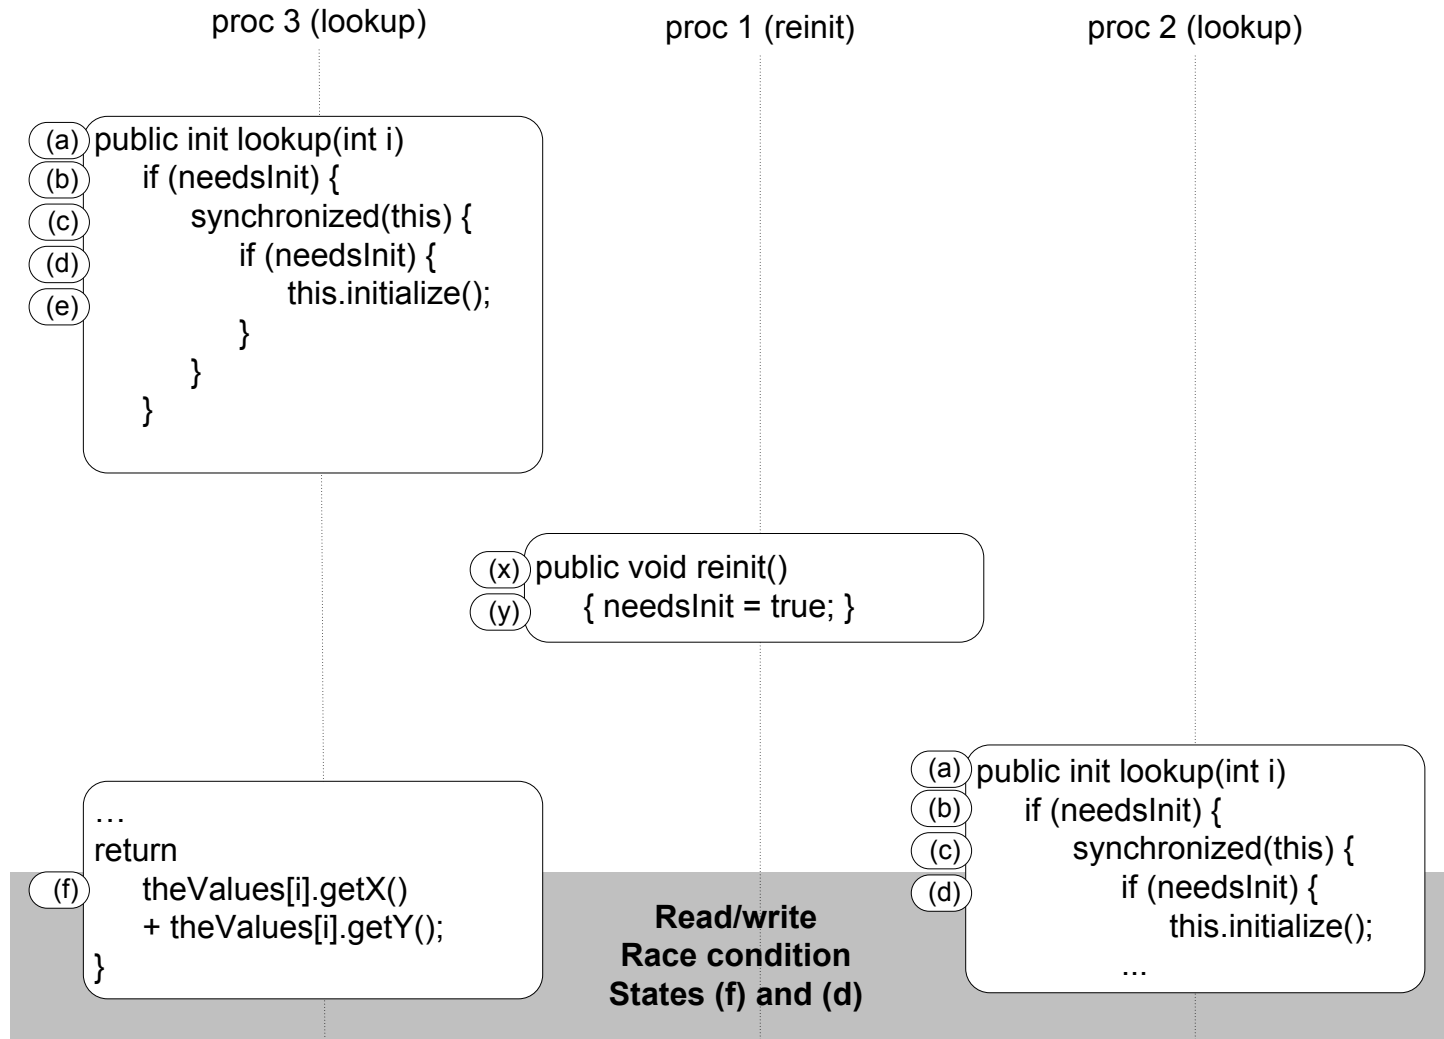 proc 3 (lookup)
proc 1 (reinit)
proc 2 (lookup)
(a) public init lookup(int i)
(b) if (needsInit) {
(c) synchronized(this) {
(d) if (needsInit) {
(e) this.initialize();
}
}
}
(x) public void reinit()
(y) { needsInit = true; }
…
return
(f) theValues[i].getX()
+ theValues[i].getY();
}
Read/write
Race condition
States (f) and (d)
(a) public init lookup(int i)
(b) if (needsInit) {
(c) synchronized(this) {
(d) if (needsInit) {
this.initialize();
...